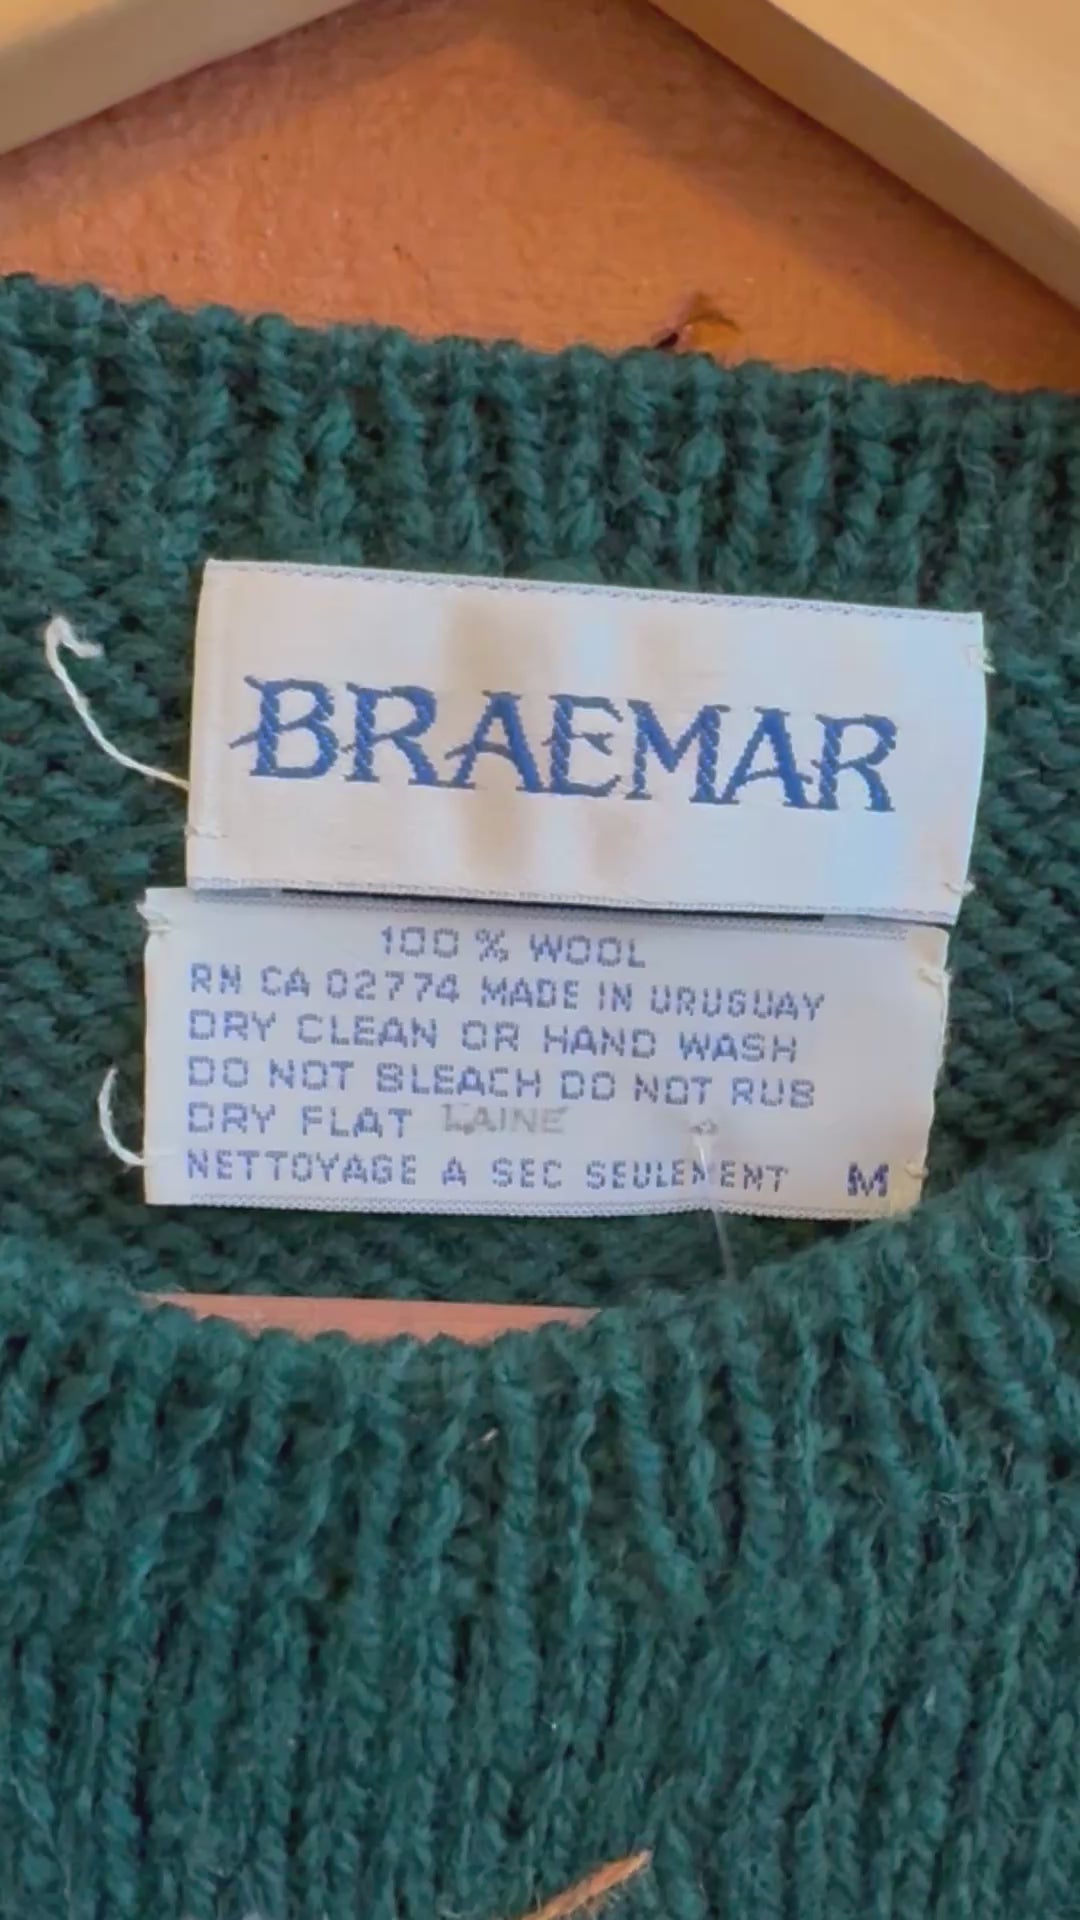 BRAEMAR
100 % WOOL
RN CA 02774 MADE IN URUGUAY
DRY CLEAN OR HAND WASH
DO NOT BLEACH DO NOT RUB
DRY FLAT LAINE
NETTOYAGE A SEC SEULEMENT M